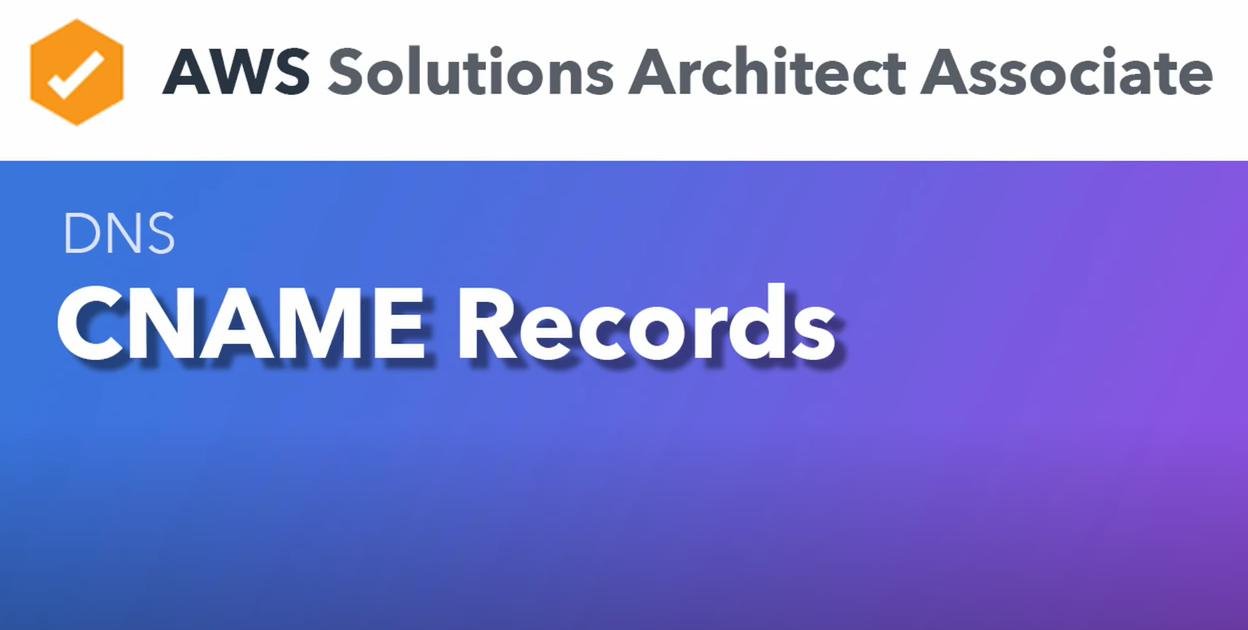 AWS Solutions Architect Associate
DNS
CNAME Records